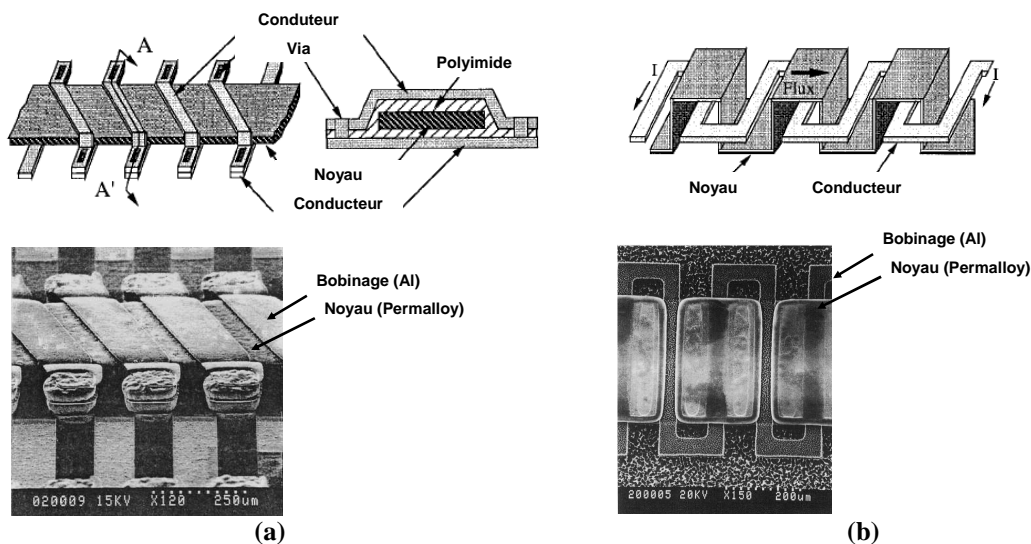 Conduteur
Via
A
Polyimide
A'
Noyau
Conducteur
I
Flux
I
Noyau
Conducteur
Bobinage (Al)
Noyau (Permalloy)
020009 15KV X120 250um
(a)
Bobinage (Al)
Noyau (Permalloy)
200005 20KV X150 200um
(b)